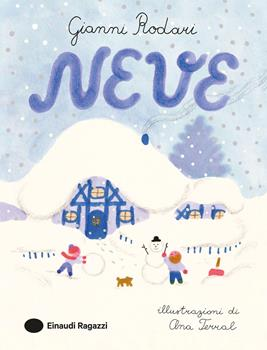 Gianni Rodari
NEVE
illustrazioni di
Ana Terral
Einaudi Ragazzi